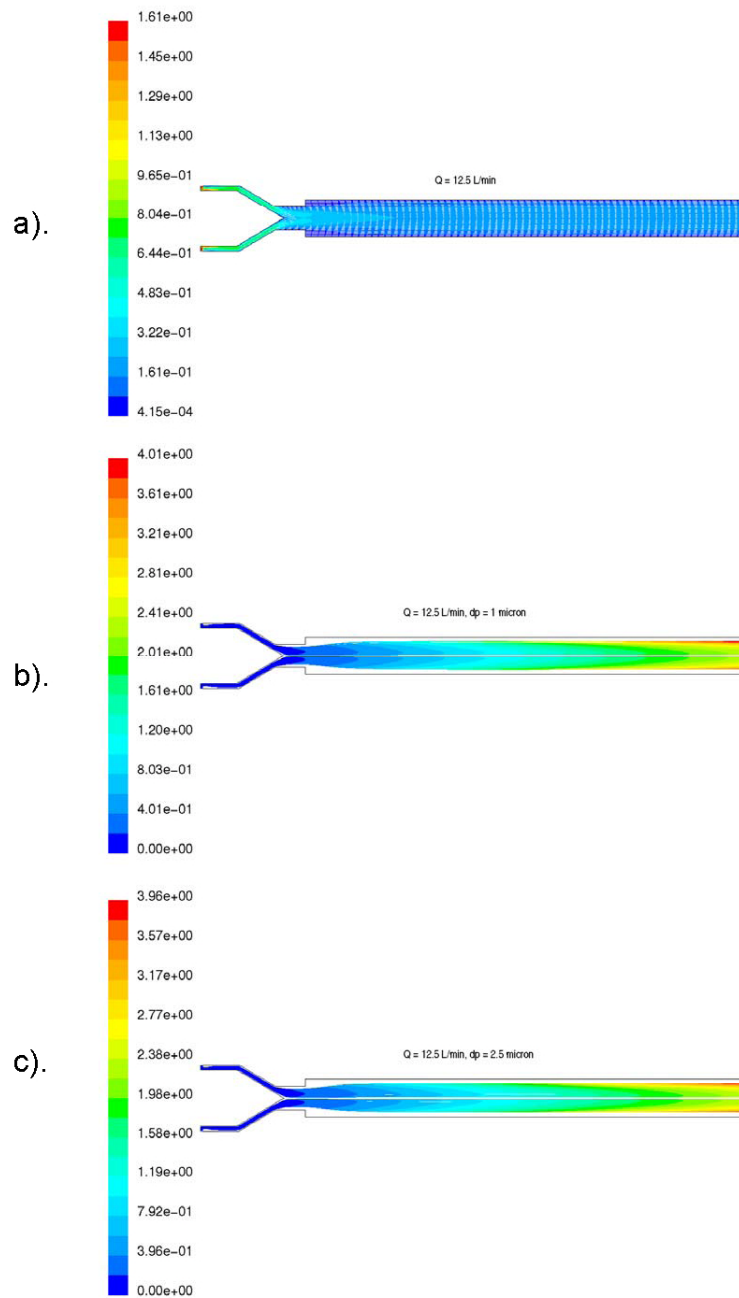 1.61e+00
1.45e+00
1.29e+00
1.13e+00
9.65e-01
8.04e-01
6.44e-01
4.83e-01
3.22e-01
1.61e-01
4.15e-04
a).
Q = 12.5 L/min
4.01e+00
3.61e+00
3.21e+00
2.81e+00
2.41e+00
2.01e+00
1.61e+00
1.20e+00
8.03e-01
4.01e-01
0.00e+00
b).
Q = 12.5 L/min, dp = 1 micron
3.96e+00
3.57e+00
3.17e+00
2.77e+00
2.38e+00
1.98e+00
1.58e+00
1.19e+00
7.92e-01
3.96e-01
0.00e+00
c).
Q = 12.5 L/min, dp = 2.5 micron